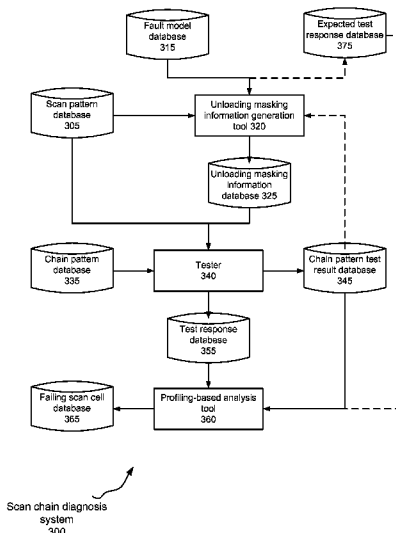 Fault model
database
315
Expected test
response database
375
Scan pattern
database
305
Unloading masking
information generation
tool 320
Unloading masking
information
database 325
Chain pattern
database
335
Tester
340
Chain pattern test
result database
345
Test response
database
355
Failing scan cell
database
365
Profiling-based analysis
tool
360
Scan chain diagnosis
system
300